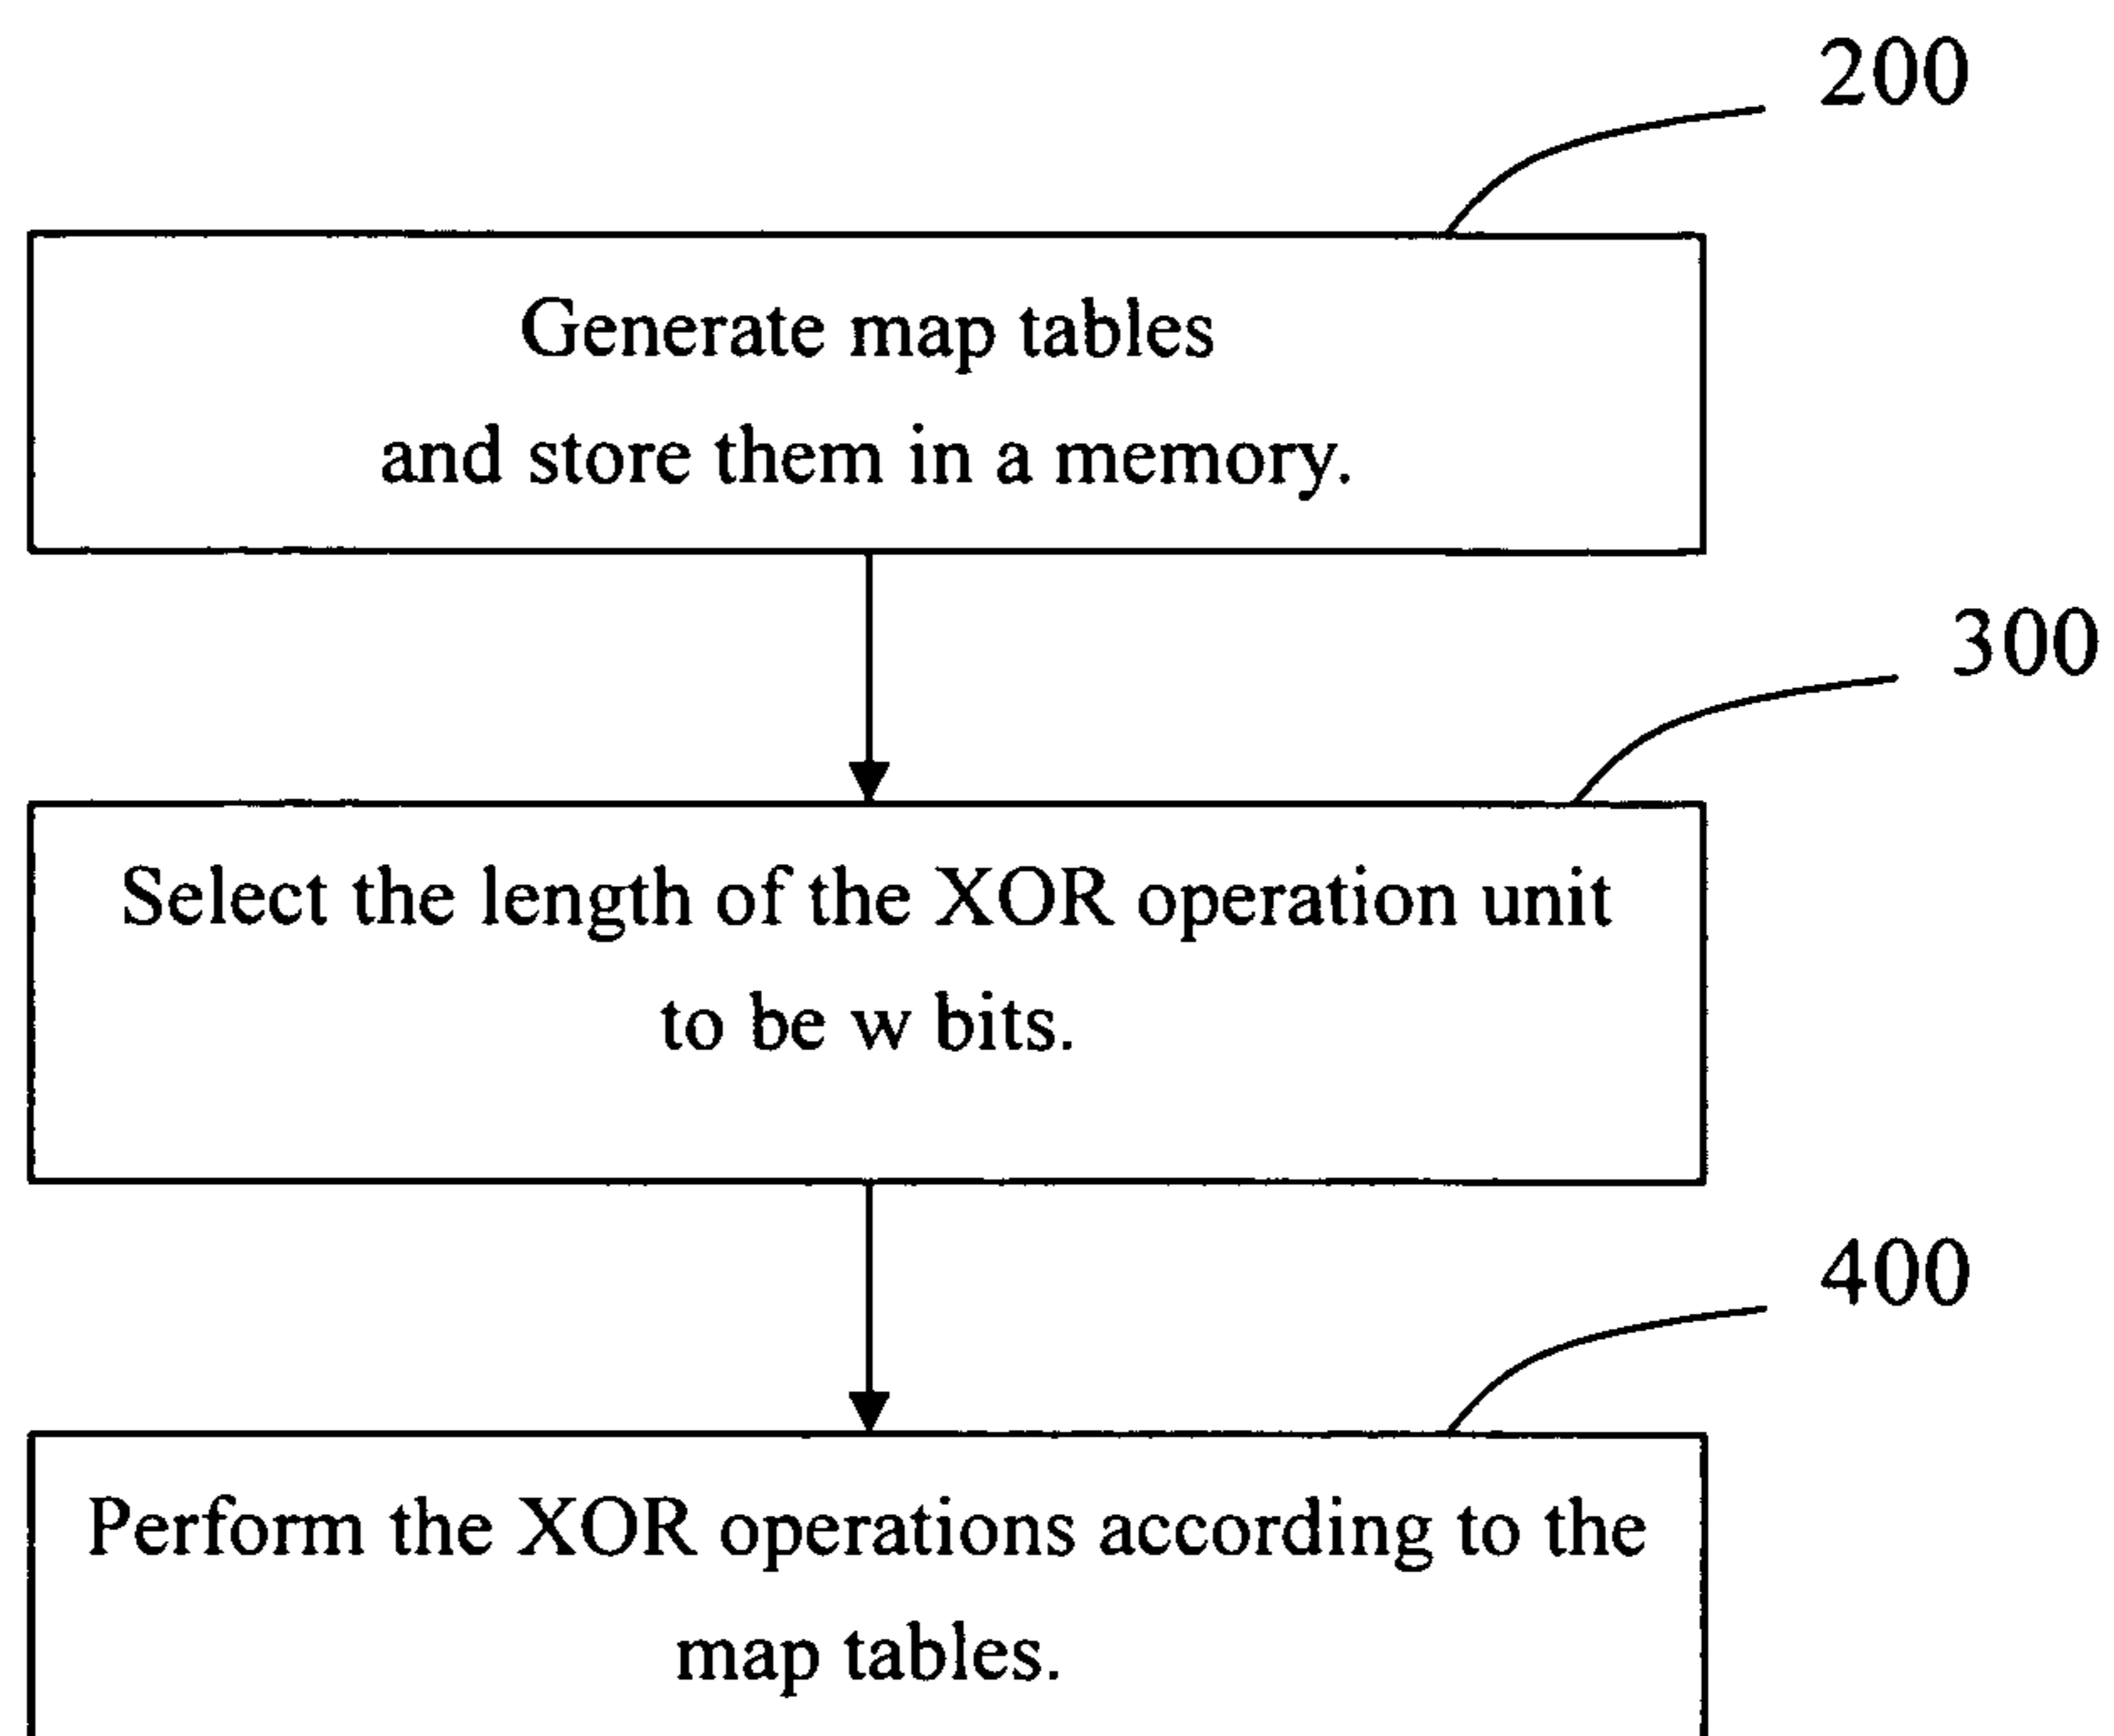 200
Generate map tables
and store them in a memory.
300
Select the length of the XOR operation unit
to be w bits.
400
Perform the XOR operations according to the
map tables.